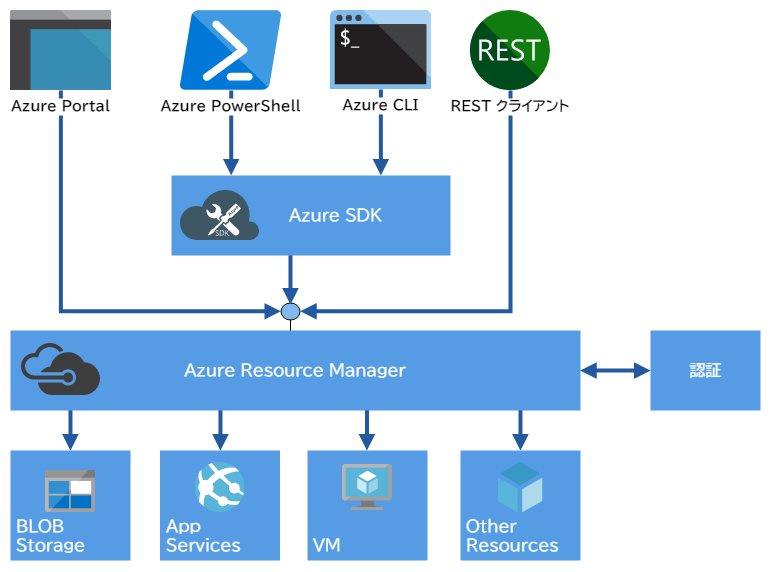 $_
REST
Azure Portal
Azure PowerShell
Azure CLI
REST クライアント
SDK
Azure SDK
Azure Resource Manager
認証
BLOB
Storage
App
Services
VM
Other
Resources